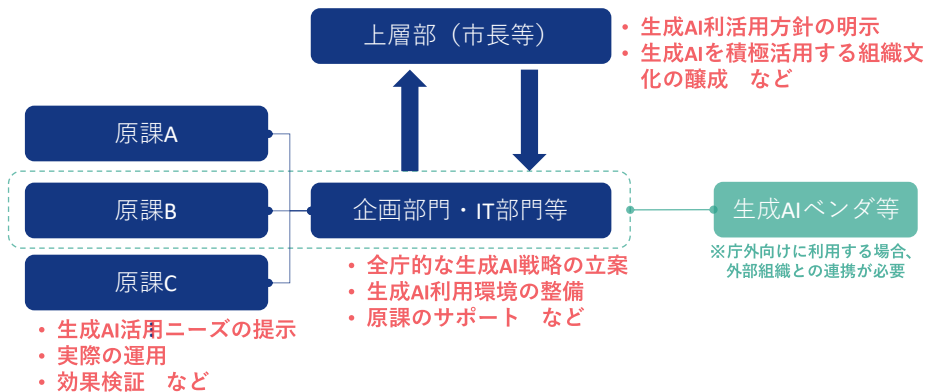 上層部（市長等）
• 生成AI利活用方針の明示
• 生成AIを積極活用する組織文
化の醸成　など
原課A
原課B
原課C
企画部門・IT部門等
生成AIベンダ等
※庁外向けに利用する場合、
外部組織との連携が必要
• 全庁的な生成AI戦略の立案
• 生成AI利用環境の整備
• 原課のサポート　など
• 生成AI活用ニーズの提示
• 実際の運用
• 効果検証　など